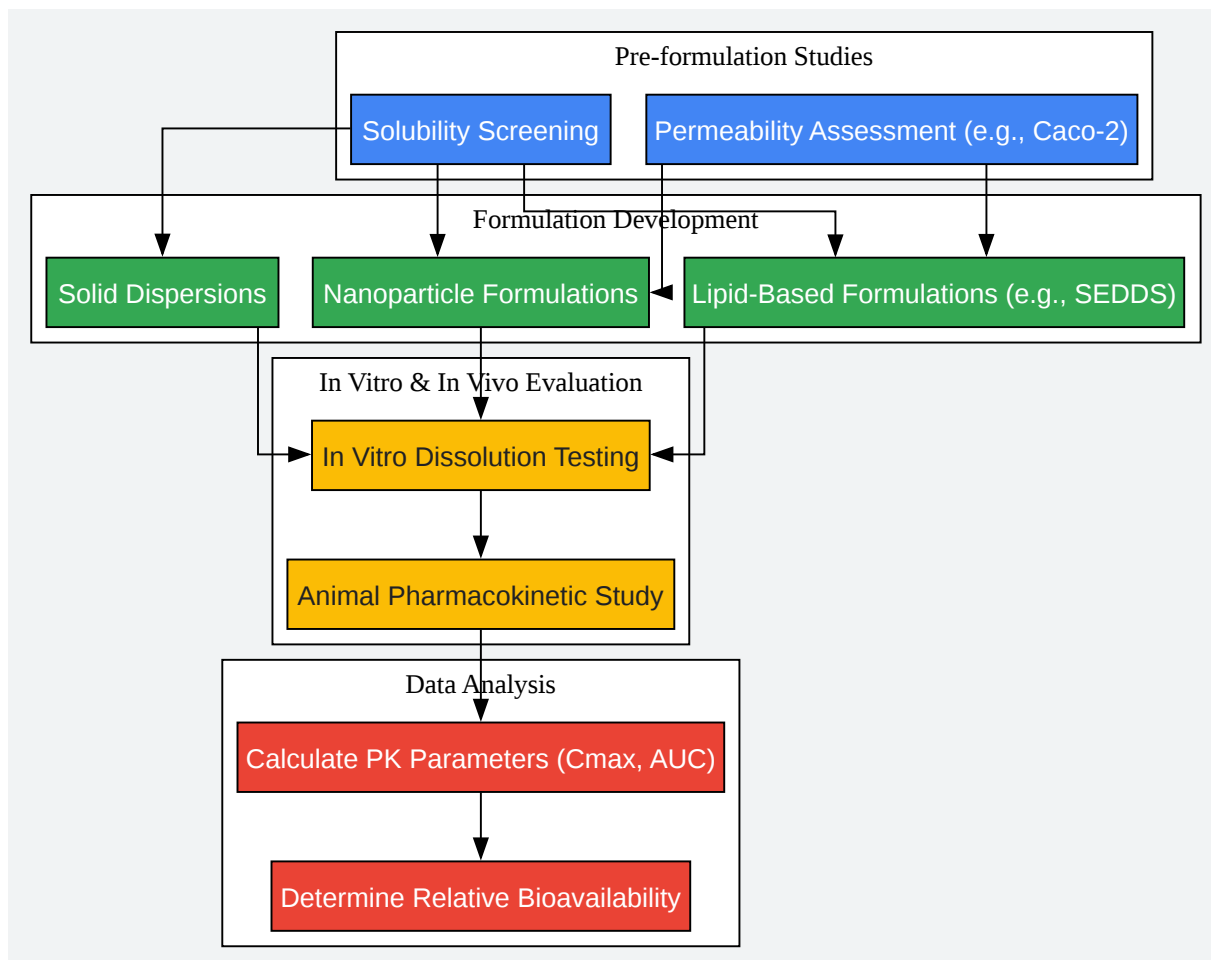 Pre-formulation Studies
Solubility Screening
Permeability Assessment (e.g., Caco-2)
Formulation Development
Solid Dispersions
Nanoparticle Formulations
Lipid-Based Formulations (e.g., SEDDS)
In Vitro & In Vivo Evaluation
In Vitro Dissolution Testing
Animal Pharmacokinetic Study
Data Analysis
Calculate PK Parameters (Cmax, AUC)
Determine Relative Bioavailability